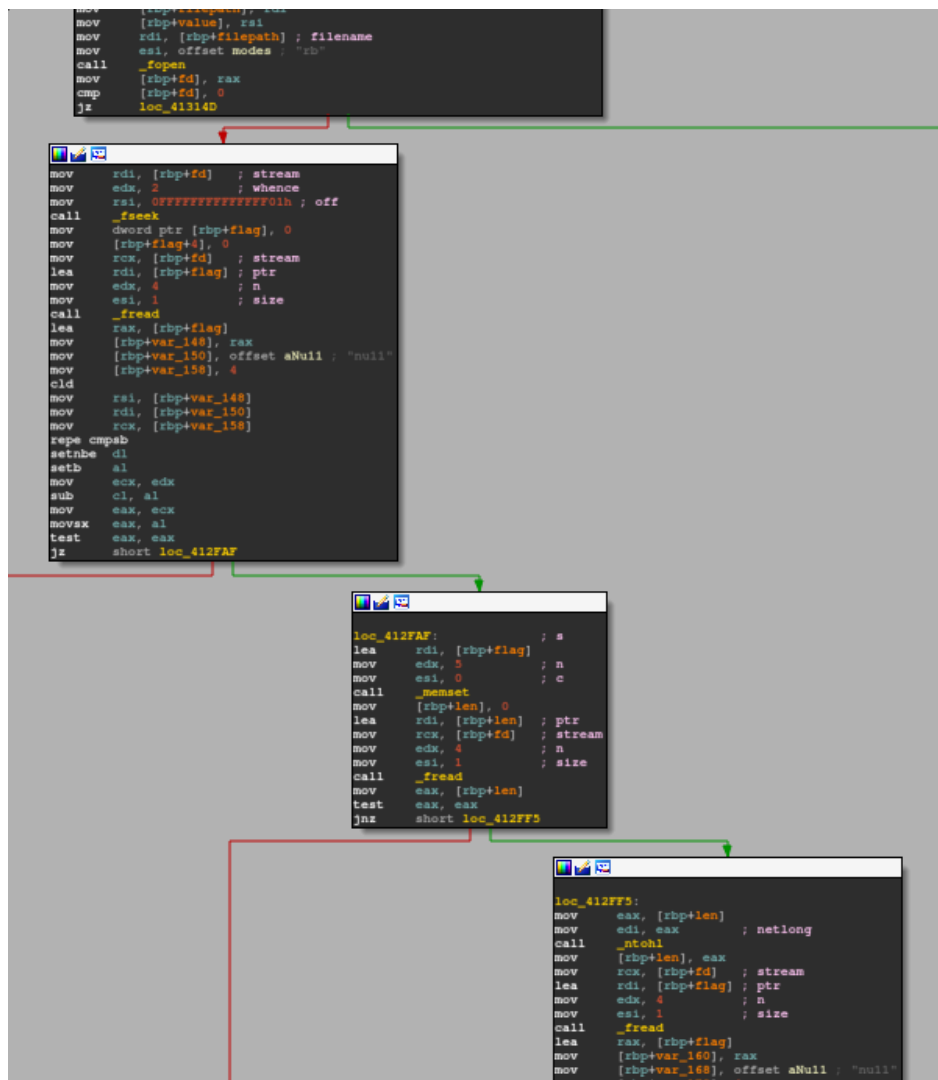 mov [rbp+filepath], rdi
mov [rbp+value], rsi
mov rdi, [rbp+filepath] ; filename
mov esi, offset modes ; "rb"
call _fopen
mov [rbp+fd], rax
cmp [rbp+fd], 0
jz loc_41314D
mov rdi, [rbp+fd] ; stream
mov edx, 2 ; whence
mov rsi, 0FFFFFFFFFFFFFF01h ; off
call _fseek
mov dword ptr [rbp+flag], 0
mov [rbp+flag+4], 0
mov rcx, [rbp+fd] ; stream
lea rdi, [rbp+flag] ; ptr
mov edx, 4 ; n
mov esi, 1 ; size
call _fread
lea rax, [rbp+flag]
mov [rbp+var_148], rax
mov [rbp+var_150], offset aNull ; "null"
mov [rbp+var_158], 4
cld
mov rsi, [rbp+var_148]
mov rdi, [rbp+var_150]
mov rcx, [rbp+var_158]
repe cmpsb
setnbe dl
setb al
mov ecx, edx
sub cl, al
mov eax, ecx
movsx eax, al
test eax, eax
jz short loc_412FAF
loc_412FAF: ; s
lea rdi, [rbp+flag]
mov edx, 5 ; n
mov esi, 0 ; c
call _memset
mov [rbp+len], 0
lea rdi, [rbp+len] ; ptr
mov rcx, [rbp+fd] ; stream
mov edx, 4 ; n
mov esi, 1 ; size
call _fread
mov eax, [rbp+len]
test eax, eax
jnz short loc_412FF5
loc_412FF5:
mov eax, [rbp+len]
mov edi, eax ; netlong
call _ntohl
mov [rbp+len], eax
mov rcx, [rbp+fd] ; stream
lea rdi, [rbp+flag] ; ptr
mov edx, 4 ; n
mov esi, 1 ; size
call _fread
lea rax, [rbp+flag]
mov [rbp+var_160], rax
mov [rbp+var_168], offset aNull ; "null"